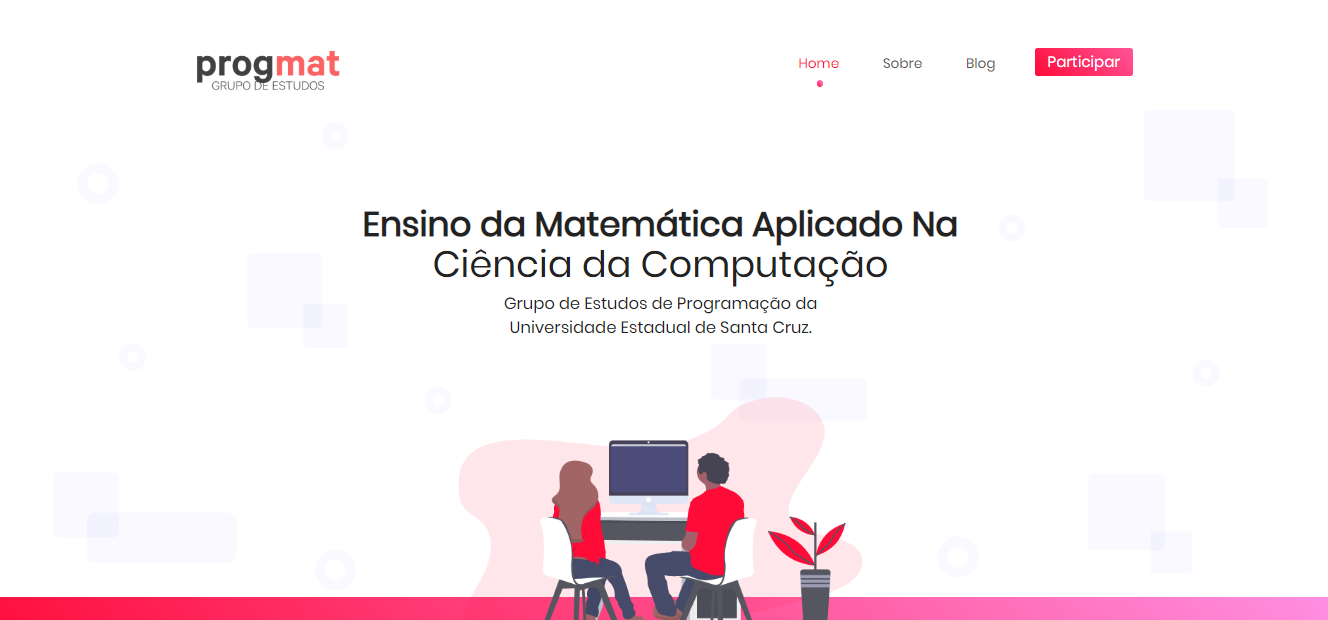 progmat
GRUPO DE ESTUDOS
Home
Sobre
Blog
Participar
Ensino da Matemática Aplicado Na
Ciência da Computação
Grupo de Estudos de Programação da
Universidade Estadual de Santa Cruz.